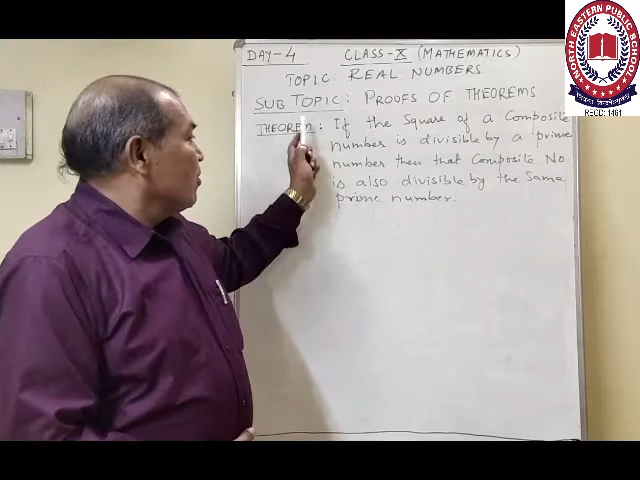 DAY-4 CLASS-X (MATHEMATICS)
TOPIC: REAL NUMBERS
SUB TOPIC: PROOFS OF THEOREMS
THEOREM: If the Square of a Composite
number is divisible by a prime
number then that Composite No.
is also divisible by the Same
prime number.
NORTH EASTERN PUBLIC SCHOOL
REGD: 1461